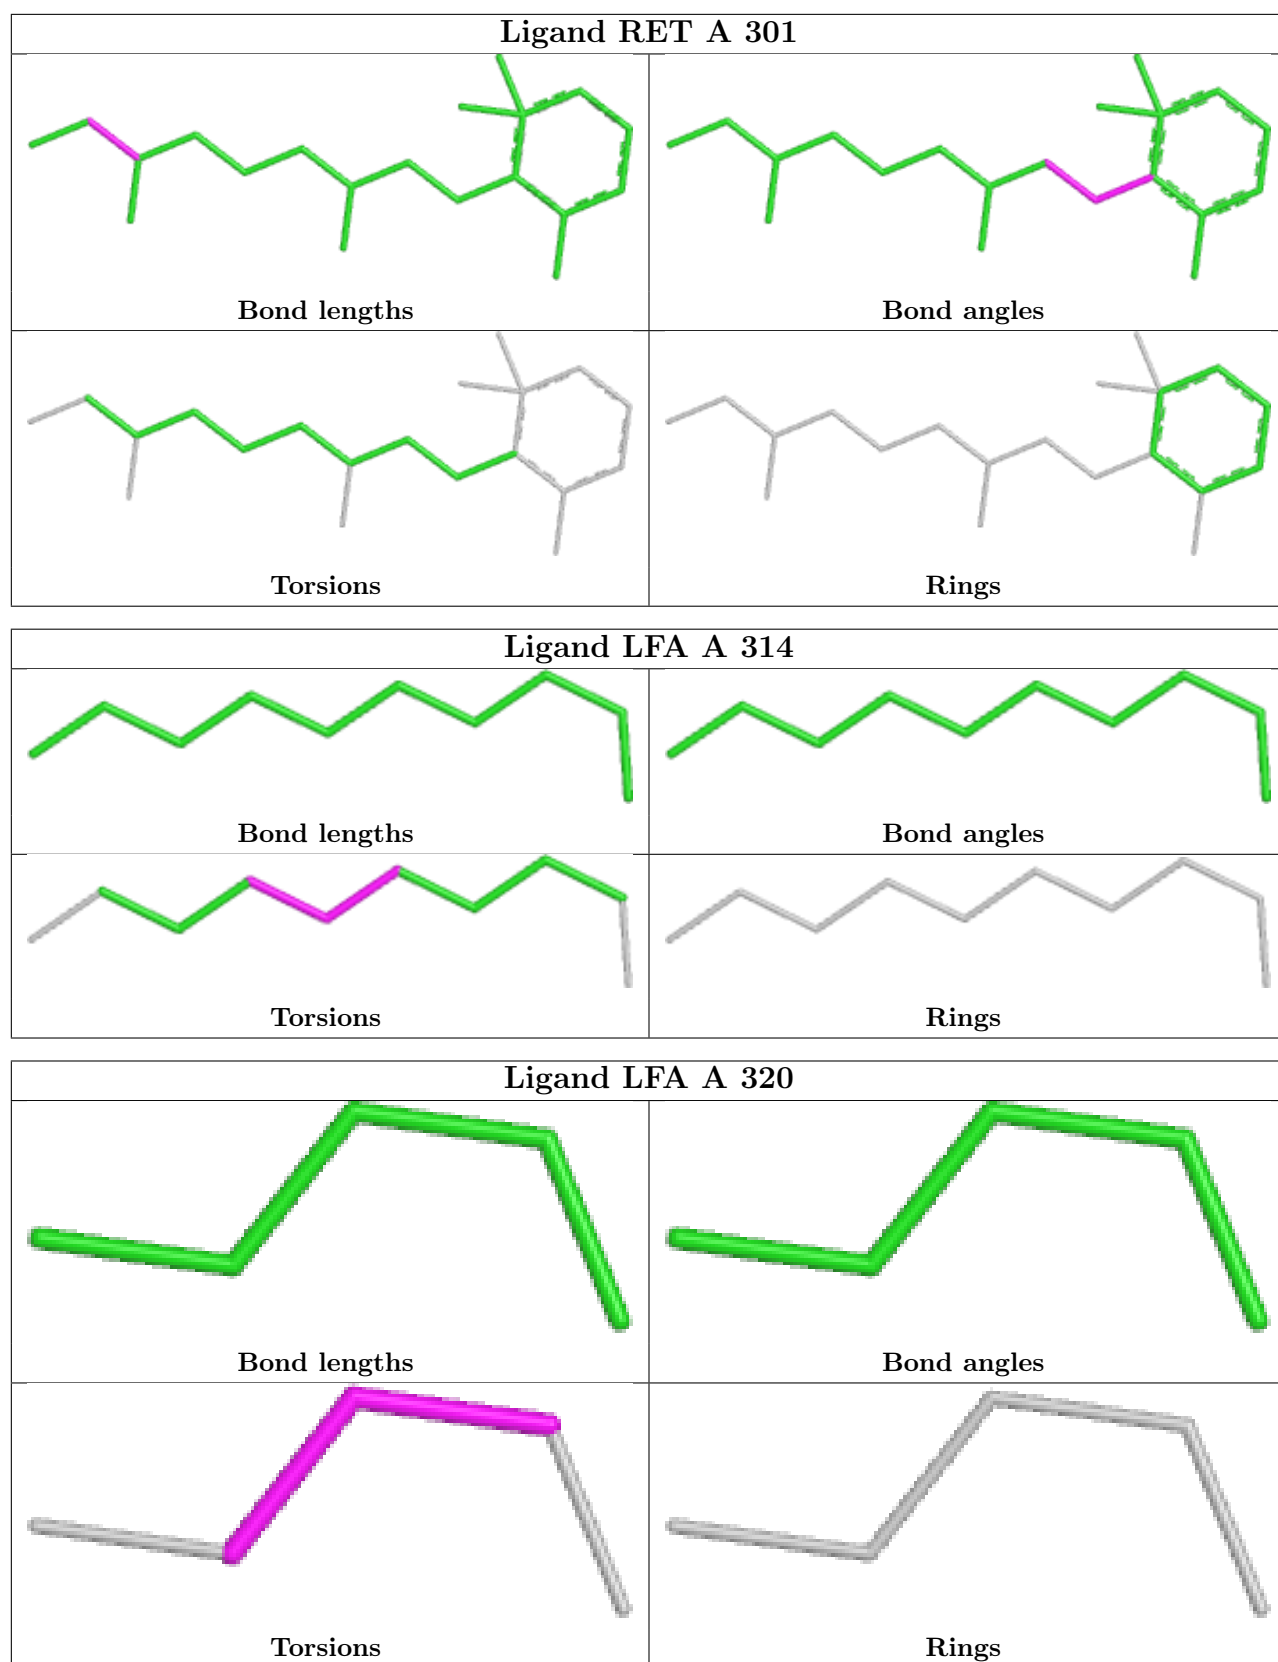 Ligand RET A 301
Bond lengths
Bond angles
Torsions
Rings
Ligand LFA A 314
Bond lengths
Bond angles
Torsions
Rings
Ligand LFA A 320
Bond lengths
Bond angles
Torsions
Rings